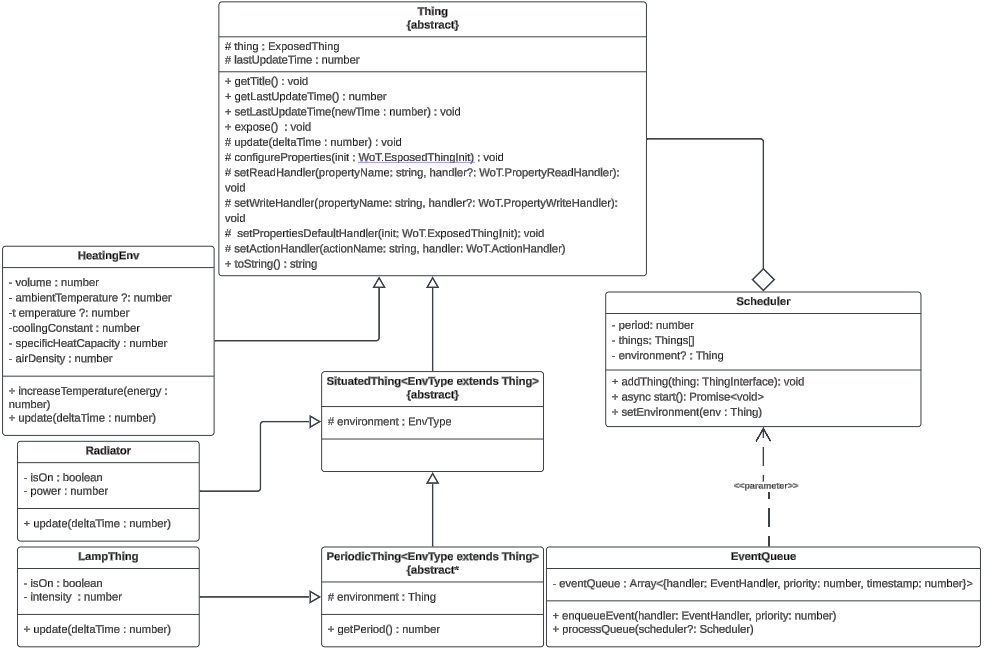 Thing
{abstract}
# thing : ExposedThing
# lastUpdateTime : number
+ getTitle() : void
+ getLastUpdateTime() : number
+ setLastUpdateTime(newTime : number) : void
+ expose()  : void
# update(deltaTime : number) : void
# configureProperties(init : WoT.EsposedThingInit) : void
# setReadHandler(propertyName: string, handler?: WoT.PropertyReadHandler):
void
# setWriteHandler(propertyName: string, handler?: WoT.PropertyWriteHandler):
void
#  setPropertiesDefaultHandler(init: WoT.ExposedThingInit): void
# setActionHandler(actionName: string, handler: WoT.ActionHandler)
+ toString() : string
HeatingEnv
- volume : number
- ambientTemperature ?: number
-t emperature ?: number
-coolingConstant : number
- specificHeatCapacity : number
- airDensity : number
+ increaseTemperature(energy :
number)
+ update(deltaTime : number)
Scheduler
- period: number
- things: Things[]
- environment? : Thing
+ addThing(thing: ThingInterface): void
+ async start(): Promise<void>
+ setEnvironment(env : Thing)
SituatedThing<EnvType extends Thing>
{abstract}
# environment : EnvType
Radiator
- isOn : boolean
- power : number
+ update(deltaTime : number)
<<parameter>>
LampThing
- isOn : boolean
- intensity  : number
+ update(deltaTime : number)
PeriodicThing<EnvType extends Thing>
{abstract*
# environment : Thing
+ getPeriod() : number
EventQueue
- eventQueue : Array<{handler: EventHandler, priority: number, timestamp: number}>
+ enqueueEvent(handler: EventHandler, priority: number)
+ processQueue(scheduler?: Scheduler)